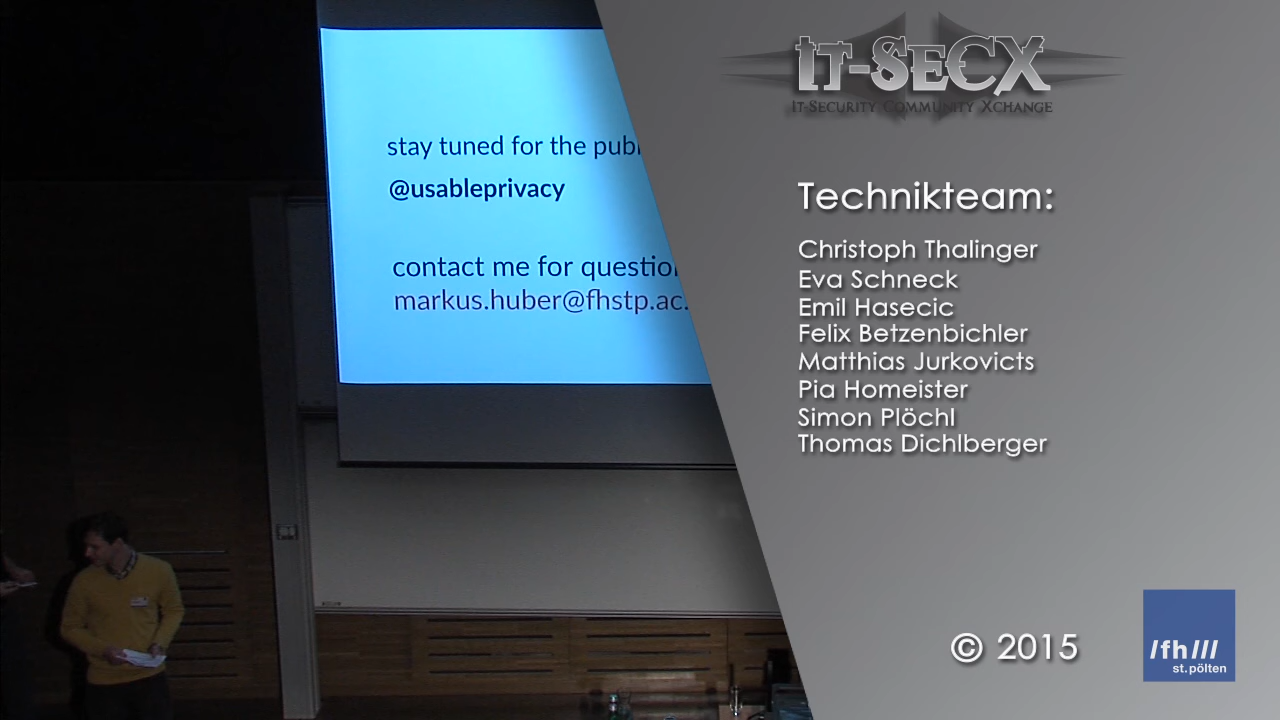 stay tuned for the
@usableprivacy
contact me for
markus.huber@fhstp.ac.
IT-SeCX
It-Security Community Xchange
Technikteam:
Christoph Thalinger
Eva Schneck
Emil Hasecic
Felix Betzenbichler
Matthias Jurkovicts
Pia Homeister
Simon Plöchl
Thomas Dichlberger
© 2015
/fh///
st.pölten